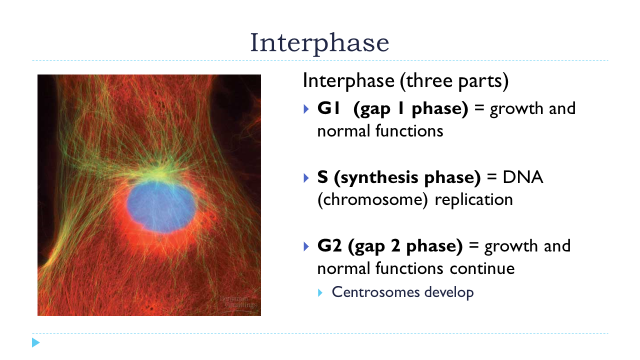 Interphase
Interphase (three parts)
G1 (gap 1 phase) = growth and
normal functions
S (synthesis phase) = DNA
(chromosome) replication
G2 (gap 2 phase) = growth and
normal functions continue
Centrosomes develop